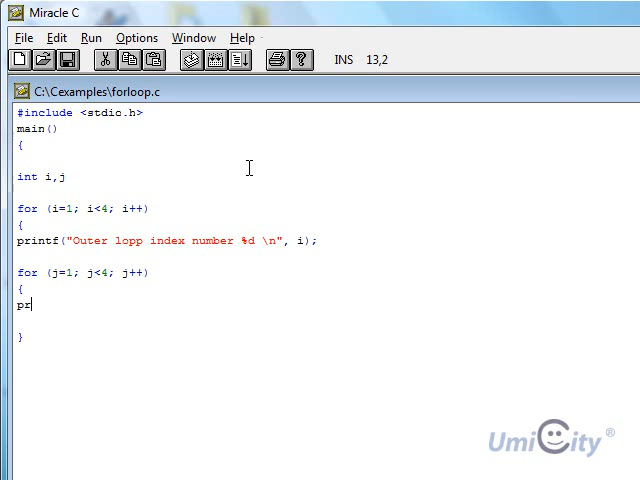 Miracle C
File Edit Run Options Window Help
INS 13,2
C:\Cexamples\forloop.c
#include <stdio.h>
main()
{
int i,j
for (i=1; i<4; i++)
{
printf("Outer lopp index number %d \n", i);
for (j=1; j<4; j++)
{
pr
}
UmiCity ®